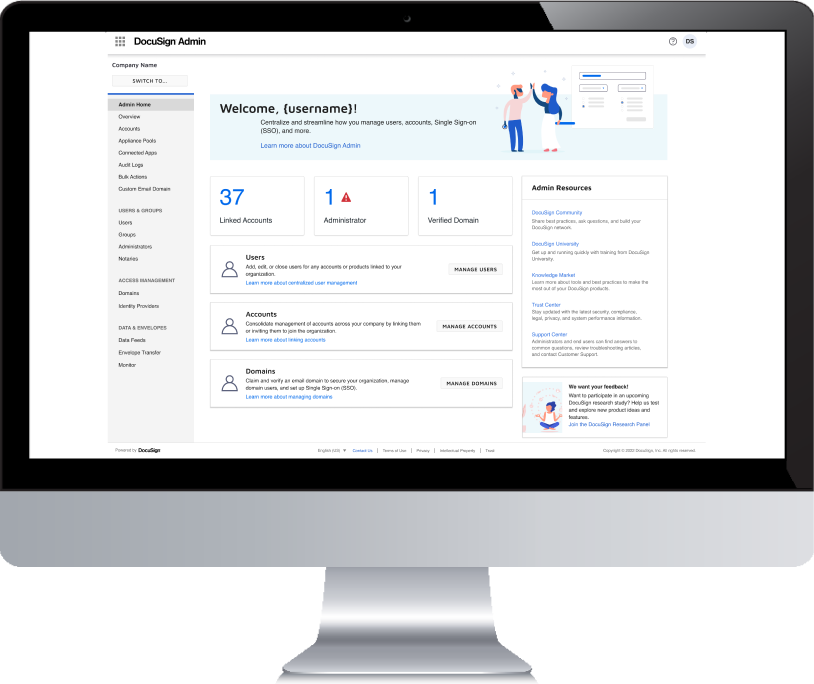 DocuSign Admin
DS
Company Name
SWITCH TO...
Admin Home
Overview
Accounts
Appliance Pools
Connected Apps
Audit Logs
Bulk Actions
Custom Email Domain
USERS & GROUPS
Users
Groups
Administrators
Notaries
ACCESS MANAGEMENT
Domains
Identity Providers
DATA & ENVELOPES
Data Feeds
Envelope Transfer
Monitor
Welcome, {username}!
Centralize and streamline how you manage users, accounts, Single Sign-on
(SSO), and more.
Learn more about DocuSign Admin
37
Linked Accounts
1
Administrator
1
Verified Domain
Users
Add, edit, or close users for any accounts or products linked to your
organization.
Learn more about centralized user management
MANAGE USERS
Accounts
Consolidate management of accounts across your company by linking them
or inviting them to join the organization.
Learn more about linking accounts
MANAGE ACCOUNTS
Domains
Claim and verify an email domain to secure your organization, manage
domain users, and set up Single Sign-on (SSO).
Learn more about managing domains
MANAGE DOMAINS
Admin Resources
DocuSign Community
Share best practices, ask questions, and build your
DocuSign network.
DocuSign University
Get up and running quickly with training from DocuSign
University.
Knowledge Market
Learn more about tools and best practices to make the
most out of your DocuSign products.
Trust Center
Stay updated with the latest security, compliance,
legal, privacy, and system performance information.
Support Center
Administrators and end users can find answers to
common questions, review troubleshooting articles,
and contact Customer Support.
We want your feedback!
Want to participate in an upcoming
DocuSign research study? Help us test
and explore new product ideas and
features.
Join the DocuSign Research Panel
Powered by DocuSign
English (US) ▼ Contact Us | Terms of Use | Privacy | Intellectual Property | Trust
Copyright © 2022 DocuSign, Inc. All rights reserved.